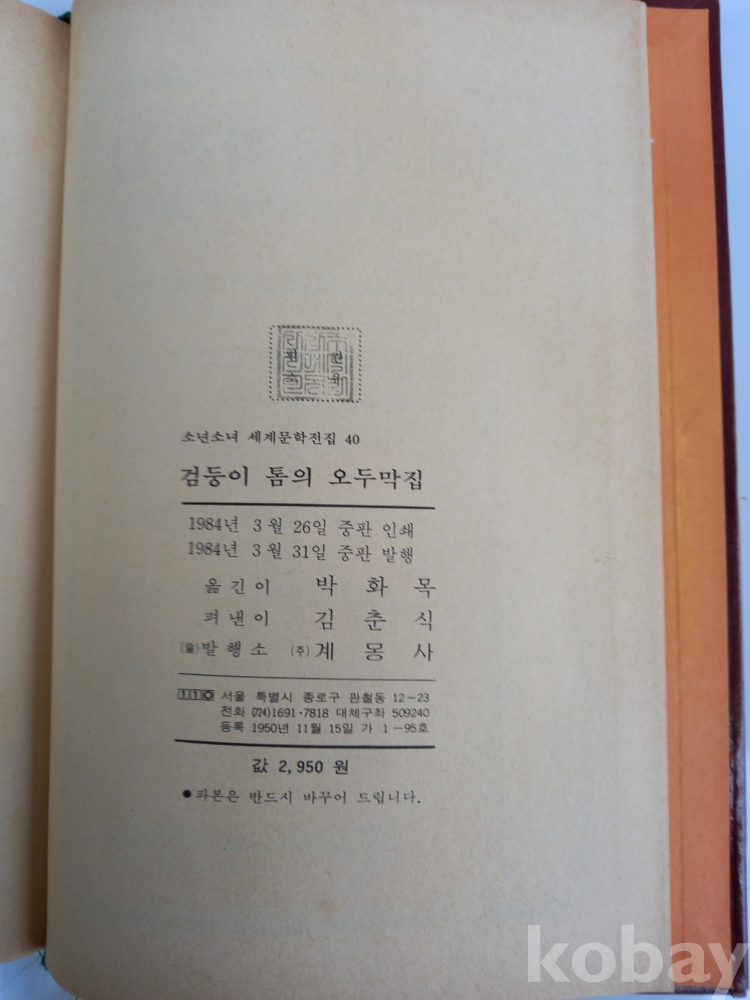 소년소녀 세계문학전집 40
검둥이 톰의 오두막집
1984년 3월 26일 중판 인쇄
1984년 3월 31일 중판 발행
옮긴이 박화목
펴낸이 김춘식
발행소 (주) 계몽사
110 서울 특별시 종로구 관철동 12~23
전화 (724)1691·7818 대체구좌 509240
등록 1950년 11월 15일 가 1-95호
값 2,950 원
●파본은 반드시 바꾸어 드립니다.
kobay